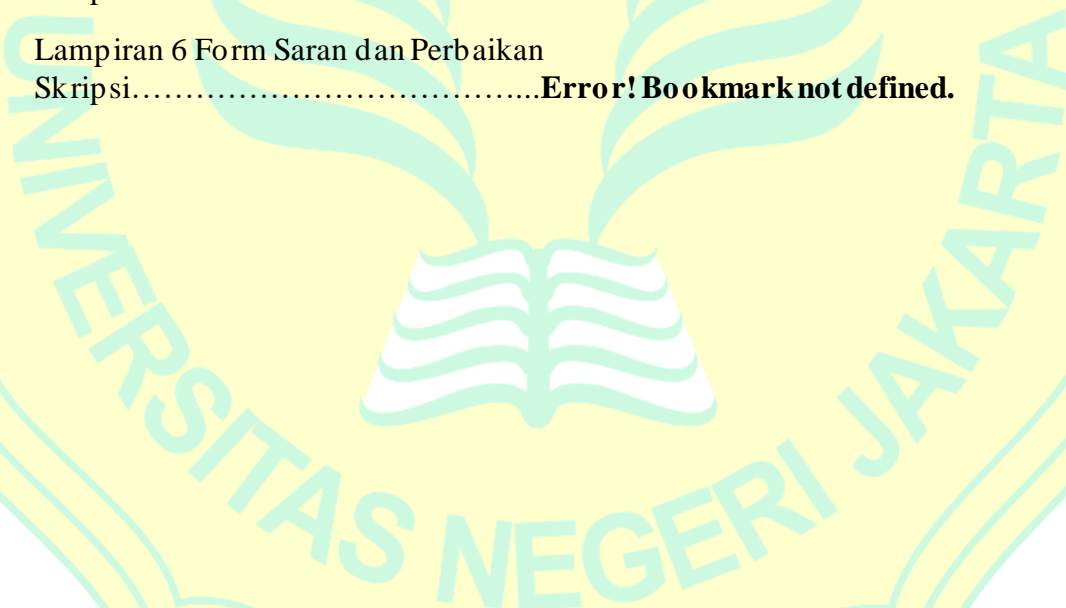 Lampiran 6 Form Saran dan Perbaikan
Skripsi…………………………………...Error! Bookmark not defined.
UNIVERSITAS NEGERI JAKARTA